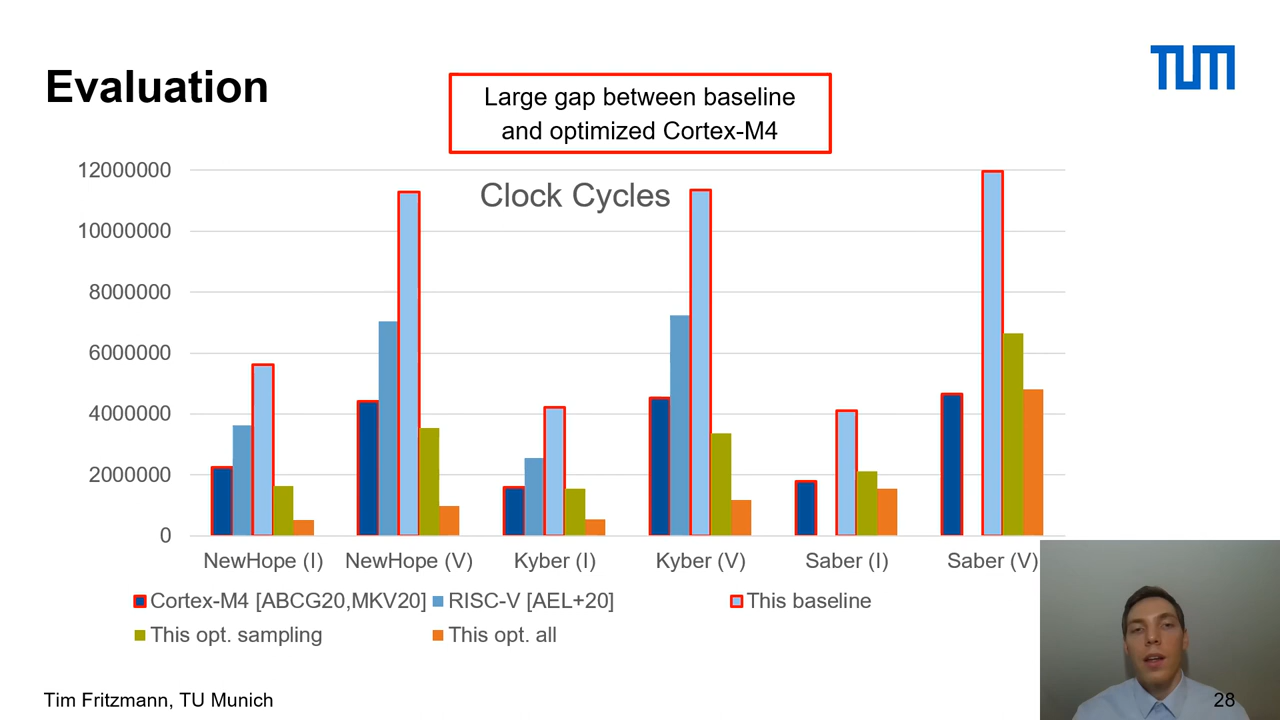 TUM
Evaluation
Large gap between baseline
and optimized Cortex-M4
Clock Cycles
12000000
10000000
8000000
6000000
4000000
2000000
0
NewHope (I) NewHope (V) Kyber (I) Kyber (V) Saber (I) Saber (V)
Cortex-M4 [ABCG20,MKV20] RISC-V [AEL+20] This baseline
This opt. sampling This opt. all
Tim Fritzmann, TU Munich
28